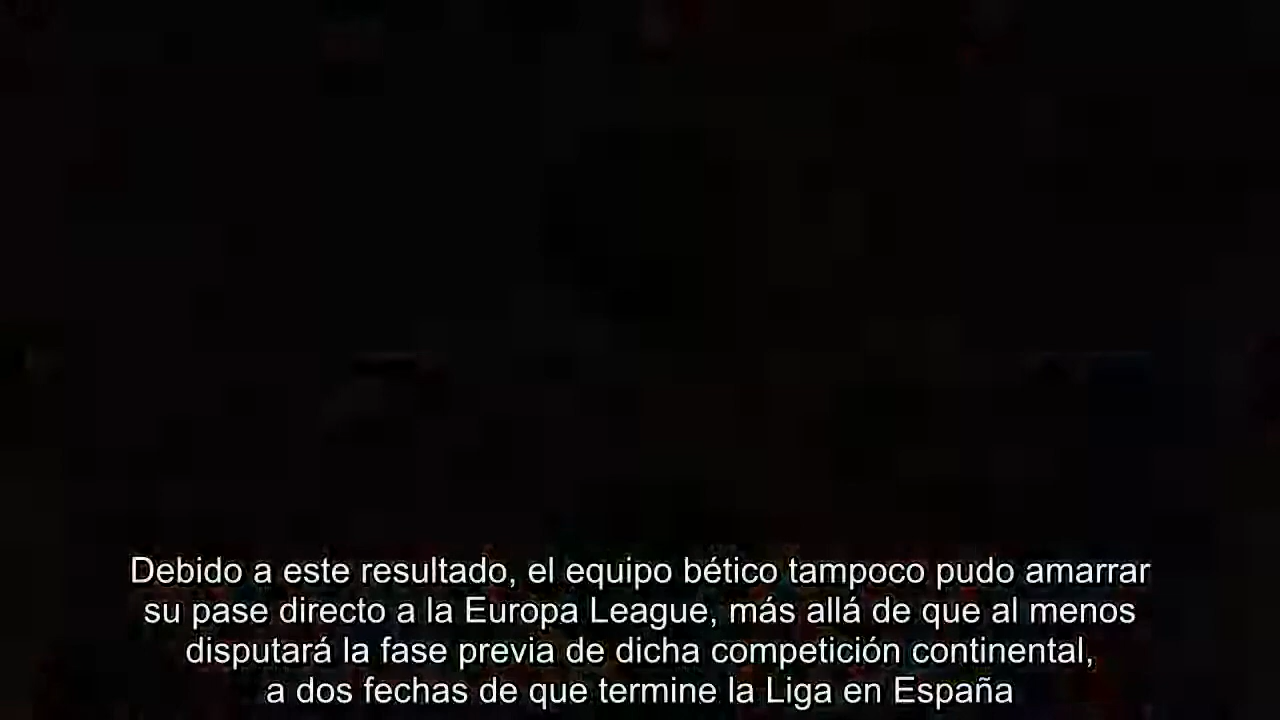 Debido a este resultado, el equipo bético tampoco pudo amarrar
su pase directo a la Europa League, más allá de que al menos
disputará la fase previa de dicha competición continental,
a dos fechas de que termine la Liga en España